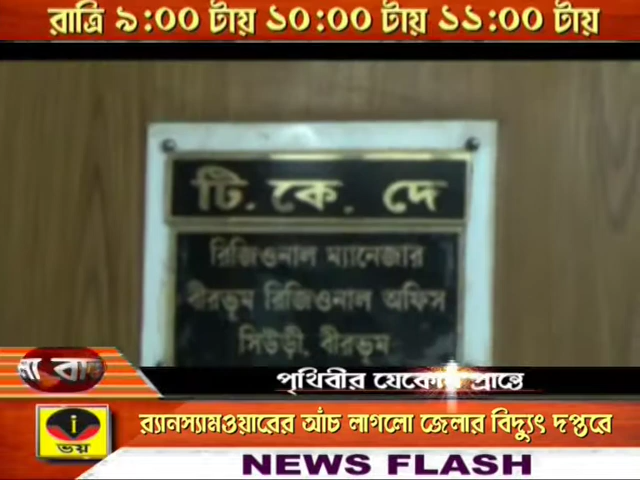 রাত্রি ৯:০০ টায় ১০:০০ টায় ১১:০০ টায়
টি. কে. দে
রিজিওনাল ম্যানেজার
বীরভূম রিজিওনাল অফিস
সিউড়ী, বীরভূম
পৃথিবীর যেকোন প্রান্তে
i
ভয়
র‍্যানস্যামওয়্যারের আঁচ লাগলো জেলার বিদ্যুৎ দপ্তরে
NEWS FLASH